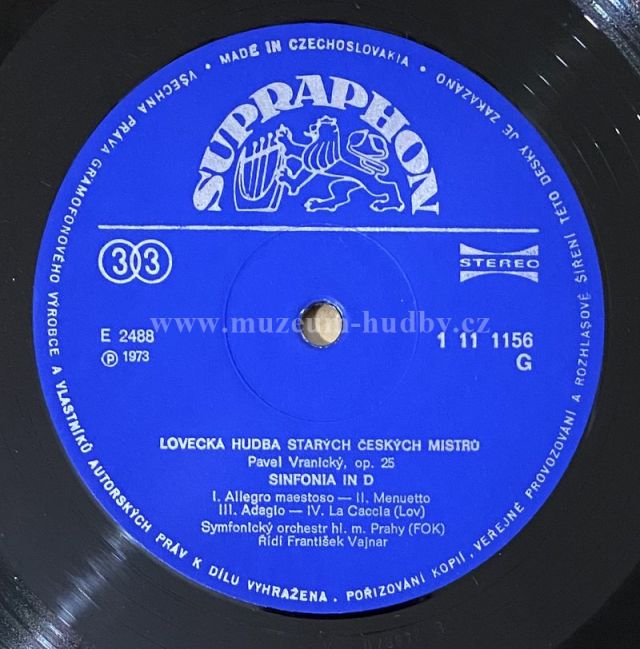 VŠECHNA PRÁVA GRAMOFONOVÉHO VÝROBCE A VLASTNÍKŮ AUTORSKÝCH PRÁV K DÍLU VYHRAŽENA. POŘIZOVÁNÍ KOPIÍ, VEŘEJNÉ PROVOZOVÁNÍ A ROZHLASOVÉ ŠÍŘENÍ TÉTO DESKY JE ZAKÁZÁNO
• MADE IN CZECHOSLOVAKIA •
SUPRAPHON
33
STEREO
www.muzeum-hudby.cz
E 2488
1 11 1156
Ⓟ 1973
G
LOVECKÁ HUDBA STARÝCH ČESKÝCH MISTRŮ
Pavel Vranický, op. 25
SINFONIA IN D
I. Allegro maestoso — II. Menuetto
III. Adagio — IV. La Caccia (Lov)
Symfonický orchestr hl. m. Prahy (FOK)
Řídí František Vajnar